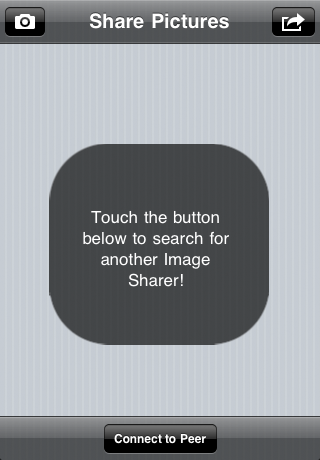 Share Pictures
Touch the button
below to search for
another Image
Sharer!
Connect to Peer